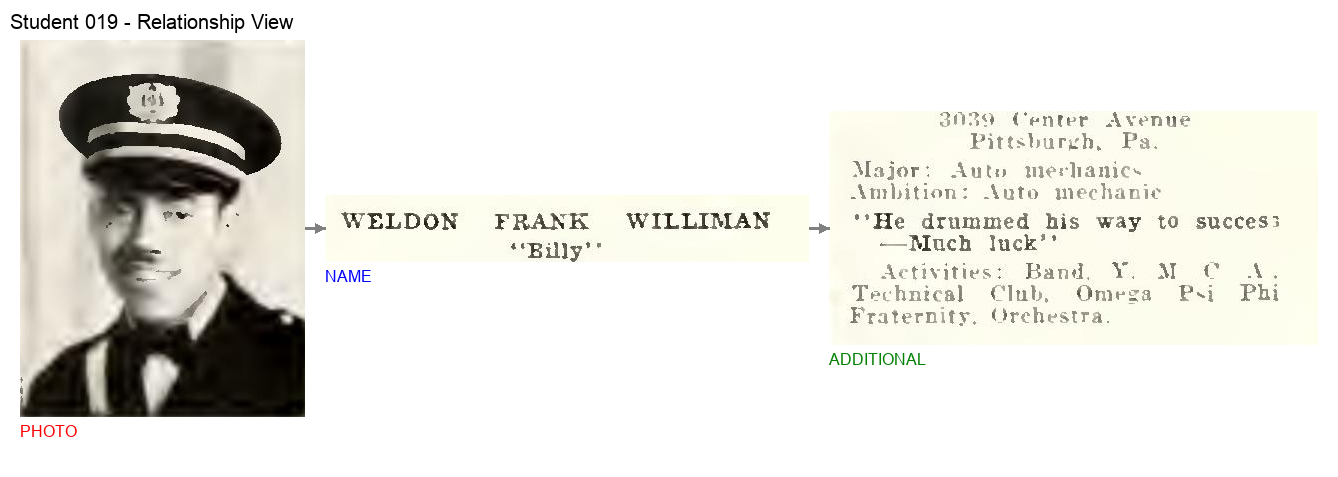 Student 019 - Relationship View
PHOTO
WELDON FRANK WILLIMAN
"Billy"
NAME
3039 Center Avenue
Pittsburgh, Pa.
Major: Auto mechanics
Ambition: Auto mechanic
"He drummed his way to success
—Much luck"
Activities: Band, Y. M C A.
Technical Club, Omega Psi Phi
Fraternity, Orchestra.
ADDITIONAL